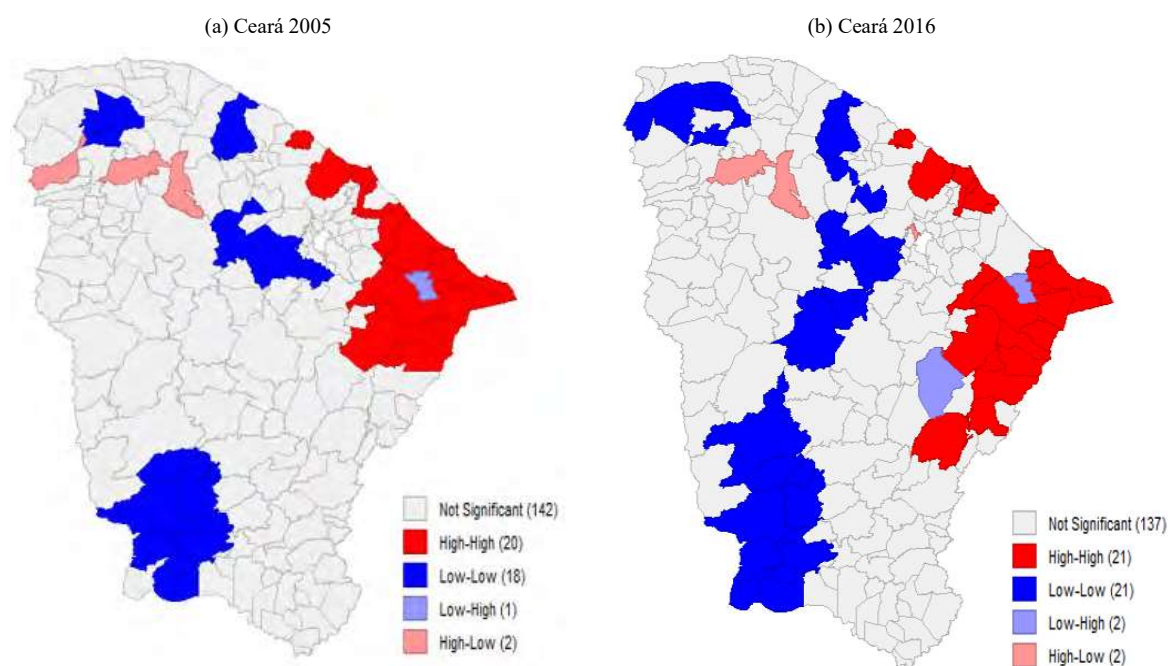 (a) Ceará 2005
(b) Ceará 2016
Not Significant (142)
High-High (20)
Low-Low (18)
Low-High (1)
High-Low (2)
Not Significant (137)
High-High (21)
Low-Low (21)
Low-High (2)
High-Low (2)